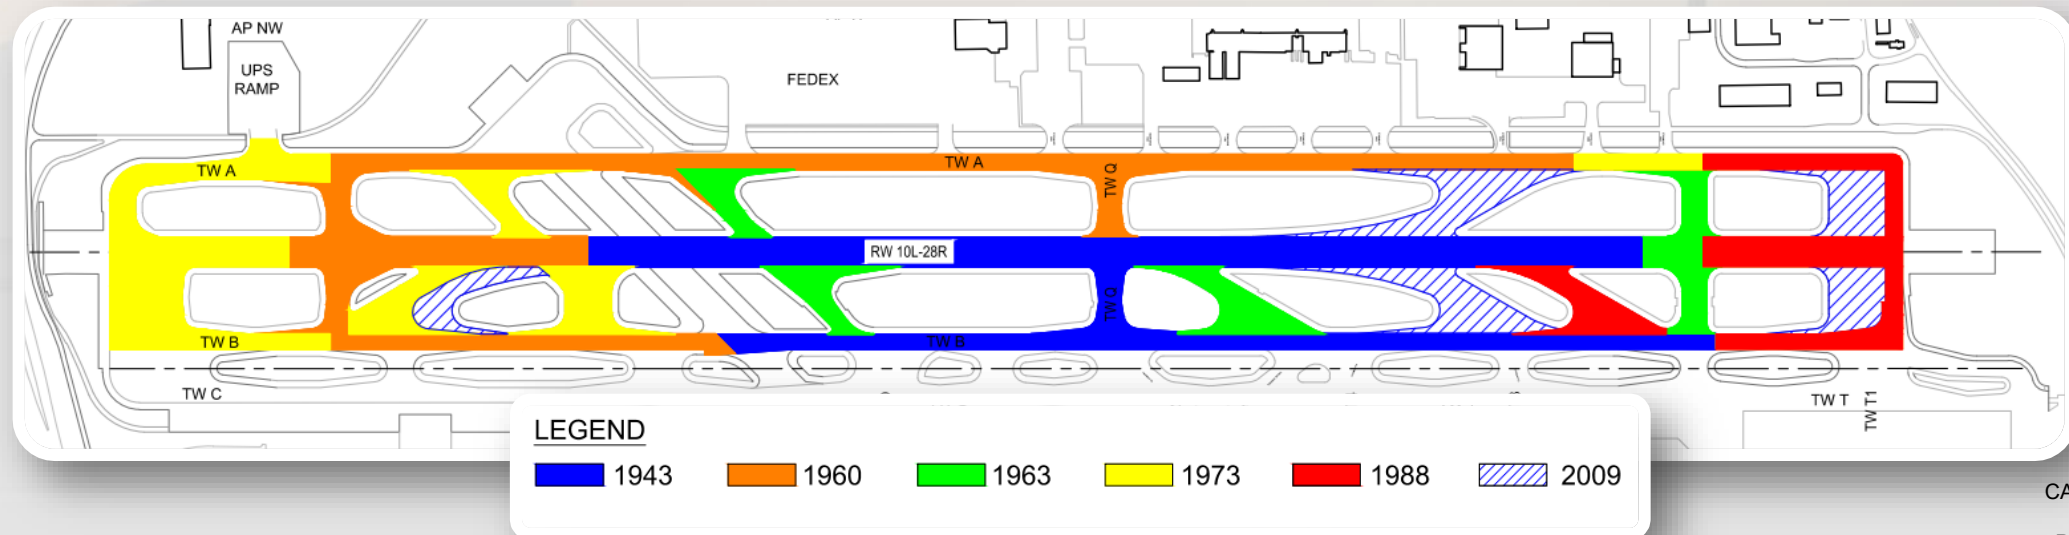 AP NW
UPS
RAMP
FEDEX
TW A
TW A
TW Q
RW 10L-28R
TW Q
TW B
TW B
TW C
TW T
TW T1
LEGEND
1943
1960
1963
1973
1988
2009
CA